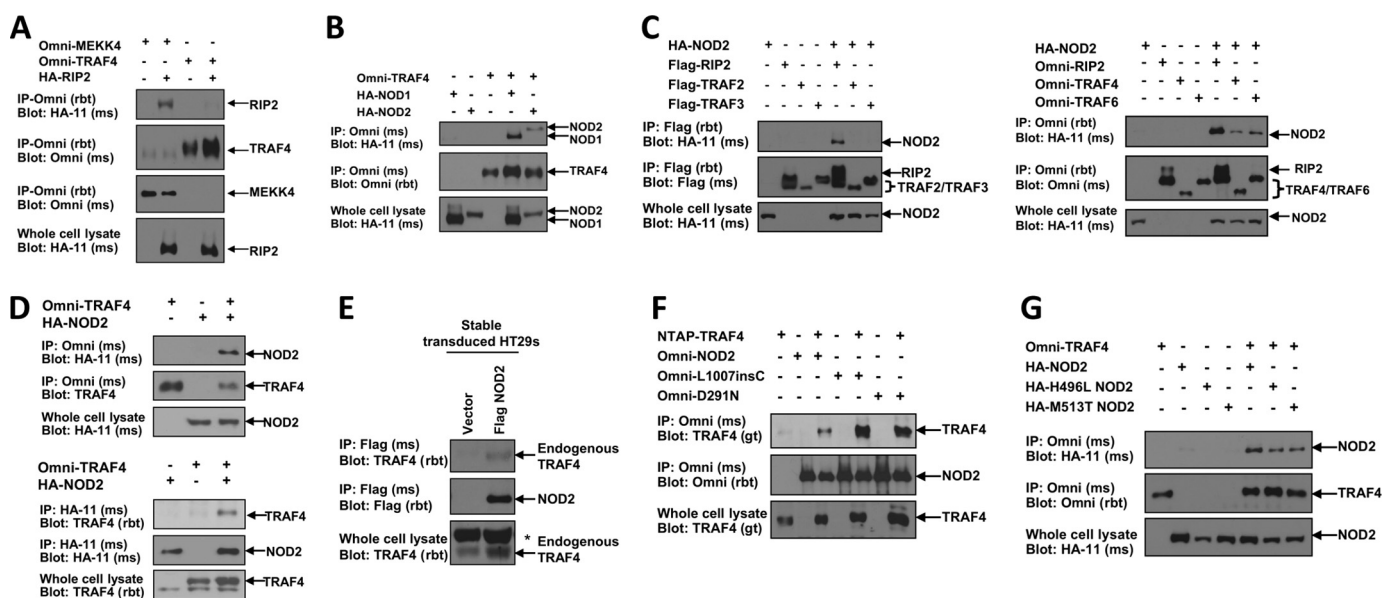 A
Omni-MEKK4 + + - -
Omni-TRAF4 - - + +
HA-RIP2 - + - +
IP-Omni (rbt)
Blot: HA-11 (ms)
RIP2
IP-Omni (rbt)
Blot: Omni (ms)
TRAF4
IP-Omni (rbt)
Blot: Omni (ms)
MEKK4
Whole cell lysate
Blot: HA-11 (ms)
RIP2
B
Omni-TRAF4 - - + + +
HA-NOD1 + - - + -
HA-NOD2 - + - - +
IP: Omni (ms)
Blot: HA-11 (ms)
NOD2
NOD1
IP: Omni (ms)
Blot: Omni (rbt)
TRAF4
Whole cell lysate
Blot: HA-11 (ms)
NOD2
NOD1
C
HA-NOD2 + - - - + + +
Flag-RIP2 - + - - + - -
Flag-TRAF2 - - + - - + -
Flag-TRAF3 - - - + - - +
IP: Flag (rbt)
Blot: HA-11 (ms)
NOD2
IP: Flag (rbt)
Blot: Flag (ms)
RIP2
TRAF2/TRAF3
Whole cell lysate
Blot: HA-11 (ms)
NOD2
HA-NOD2 + - - - + + +
Omni-RIP2 - + - - + - -
Omni-TRAF4 - - + - - + -
Omni-TRAF6 - - - + - - +
IP: Omni (rbt)
Blot: HA-11 (ms)
NOD2
IP: Omni (rbt)
Blot: Omni (ms)
RIP2
TRAF4/TRAF6
Whole cell lysate
Blot: HA-11 (ms)
NOD2
D
Omni-TRAF4 + - +
HA-NOD2 - + +
IP: Omni (ms)
Blot: HA-11 (ms)
NOD2
IP: Omni (ms)
Blot: TRAF4
TRAF4
Whole cell lysate
Blot: HA-11 (ms)
NOD2
Omni-TRAF4 - + +
HA-NOD2 + - +
IP: HA-11 (ms)
Blot: TRAF4 (rbt)
TRAF4
IP: HA-11 (ms)
Blot: HA-11 (ms)
NOD2
Whole cell lysate
Blot: TRAF4 (rbt)
TRAF4
E
Stable
transduced HT29s
Vector
Flag NOD2
IP: Flag (ms)
Blot: TRAF4 (rbt)
Endogenous
TRAF4
IP: Flag (ms)
Blot: Flag (rbt)
NOD2
Whole cell lysate
Blot: TRAF4 (rbt)
*
Endogenous
TRAF4
F
NTAP-TRAF4 + - + - + - +
Omni-NOD2 - + + - - - -
Omni-L1007insC - - - + + - -
Omni-D291N - - - - - + +
IP: Omni (ms)
Blot: TRAF4 (gt)
TRAF4
IP: Omni (ms)
Blot: Omni (rbt)
NOD2
Whole cell lysate
Blot: TRAF4 (gt)
TRAF4
G
Omni-TRAF4 + - - - + + +
HA-NOD2 - + - - + - -
HA-H496L NOD2 - - + - - + -
HA-M513T NOD2 - - - + - - +
IP: Omni (ms)
Blot: HA-11 (ms)
NOD2
IP: Omni (ms)
Blot: Omni (rbt)
TRAF4
Whole cell lysate
Blot: HA-11 (ms)
NOD2